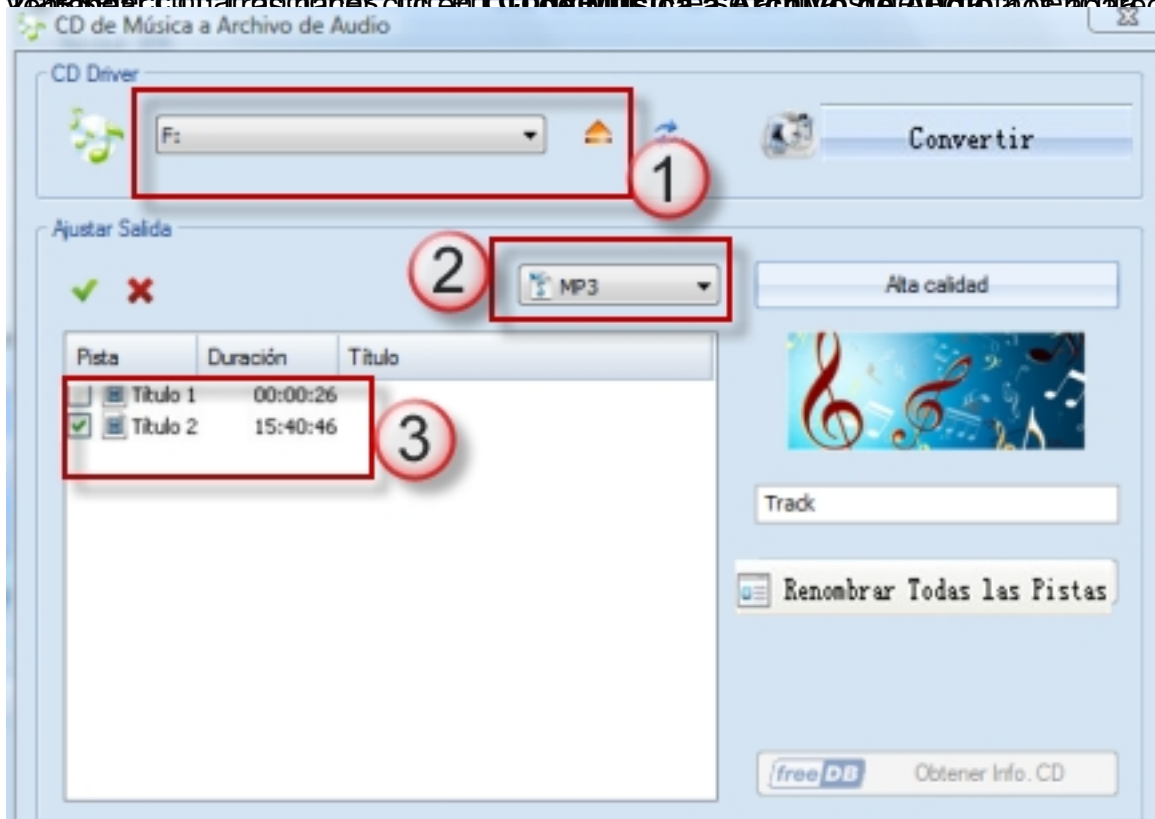 CD de Música a Archivo de Audio
CD Driver
F:
1
Convertir
Ajustar Salida
2
MP3
Alta calidad
Pista Duración Título
Título 1 00:00:26
Título 2 15:40:46
3
Track
Renombrar Todas las Pistas
freeDB Obtener Info. CD